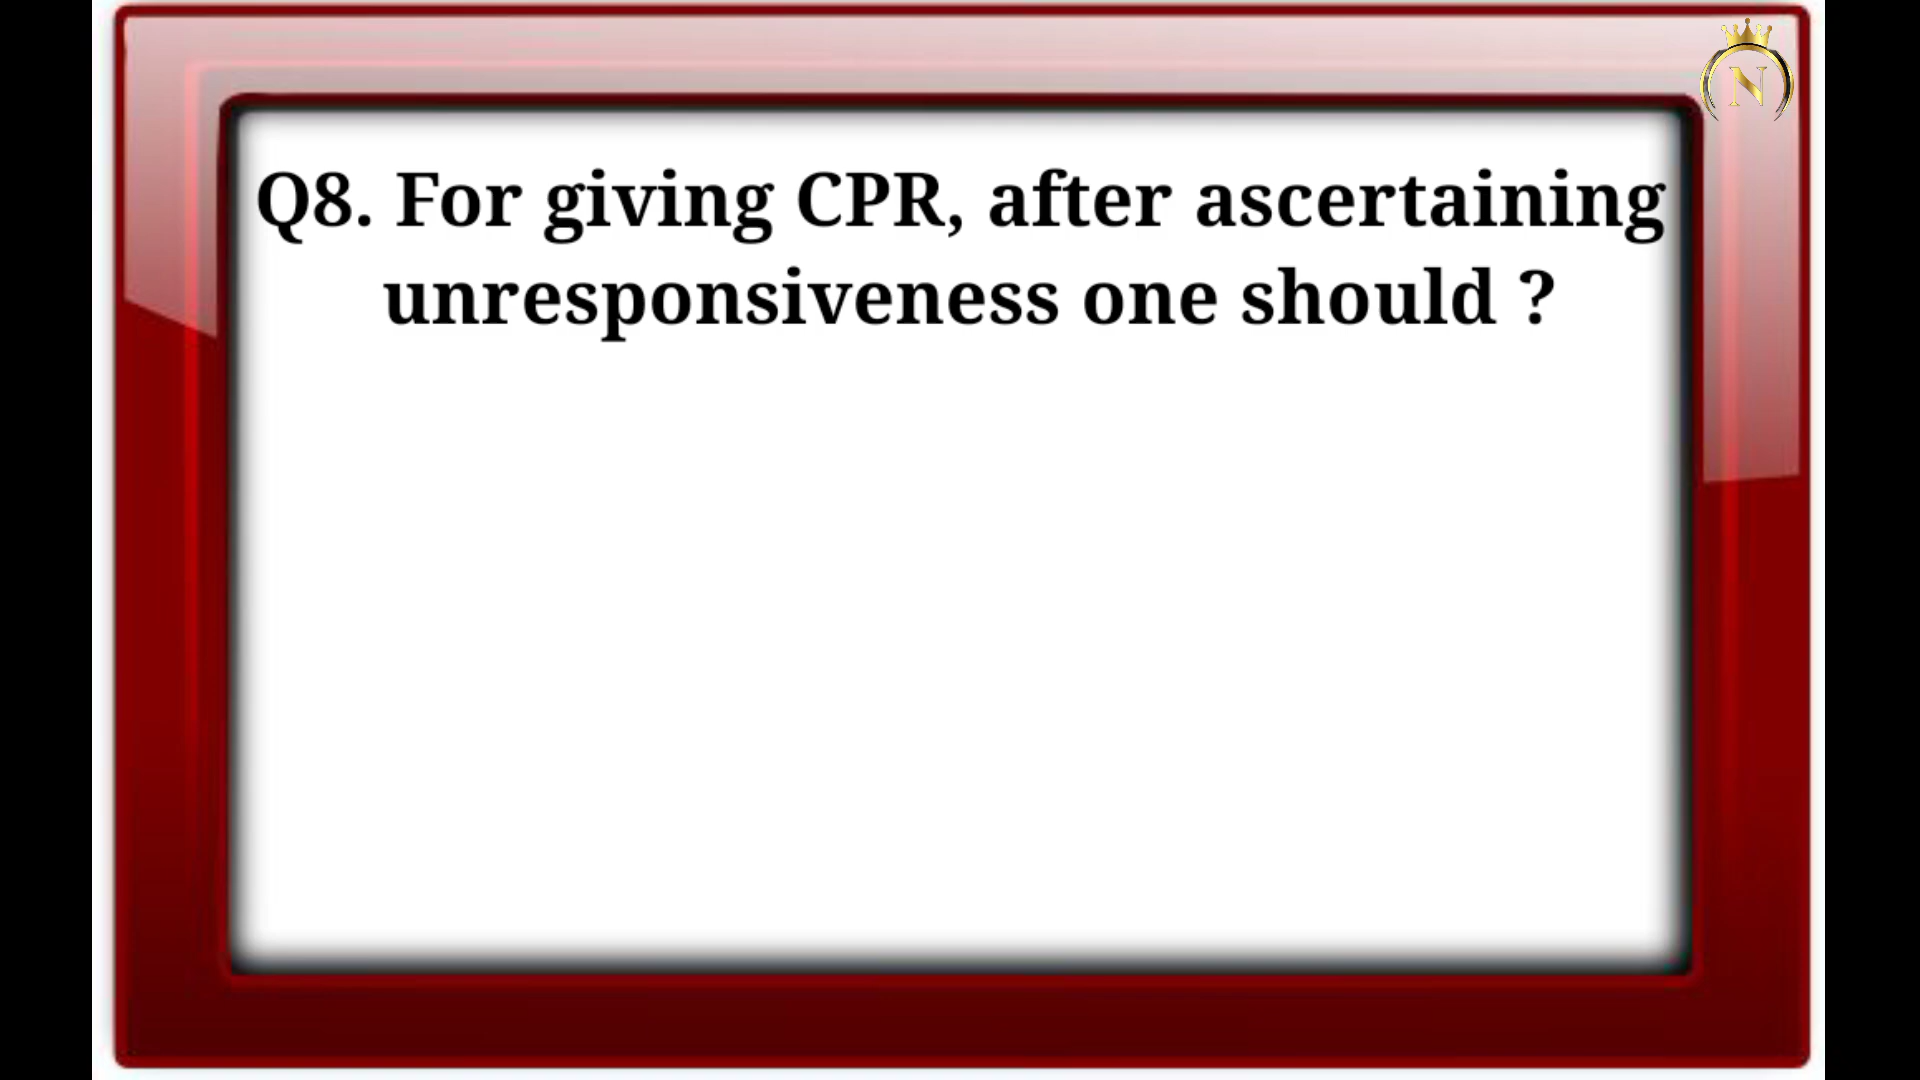 N
Q8. For giving CPR, after ascertaining
unresponsiveness one should ?